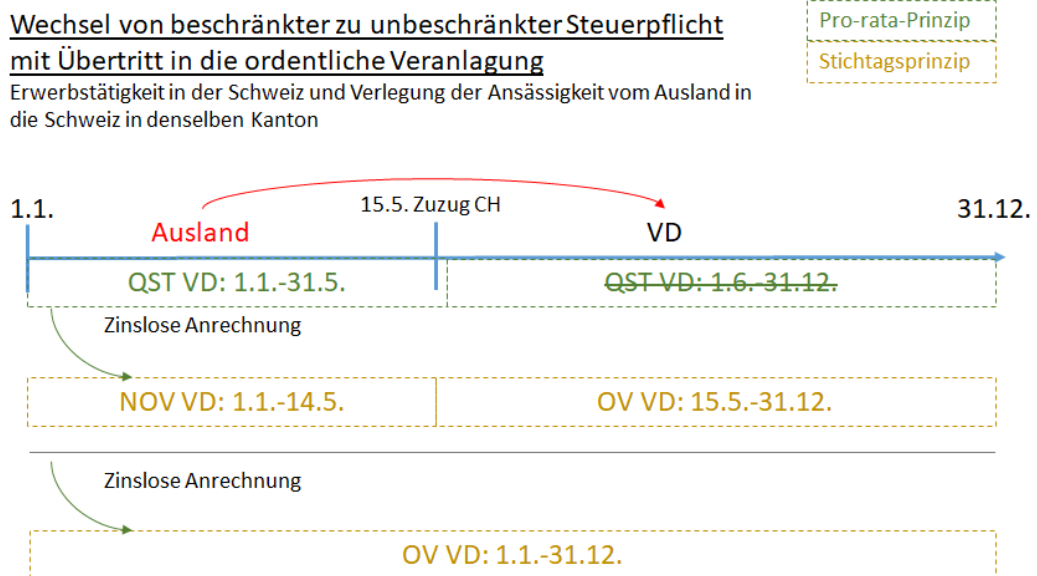 Wechsel von beschränkter zu unbeschränkter Steuerpflicht
mit Übertritt in die ordentliche Veranlagung
Erwerbstätigkeit in der Schweiz und Verlegung der Ansässigkeit vom Ausland in
die Schweiz in denselben Kanton
Pro-rata-Prinzip
Stichtagsprinzip
1.1.
15.5. Zuzug CH
31.12.
Ausland
VD
QST VD: 1.1.-31.5.
QST VD: 1.6.-31.12.
Zinslose Anrechnung
NOV VD: 1.1.-14.5.
OV VD: 15.5.-31.12.
Zinslose Anrechnung
OV VD: 1.1.-31.12.